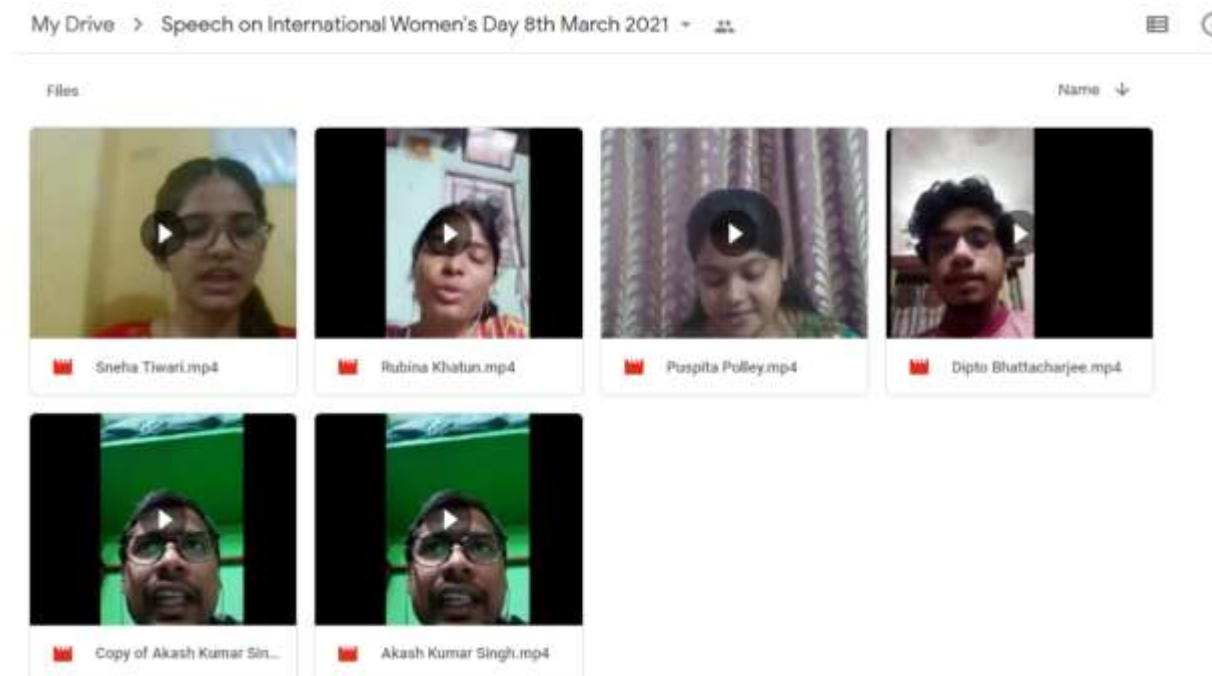 My Drive > Speech on International Women's Day 8th March 2021
Files
Name
Sneha Tiwari.mp4
Rubina Khatun.mp4
Puspita Polley.mp4
Dipto Bhattacharjee.mp4
Copy of Akash Kumar Sin...
Akash Kumar Singh.mp4